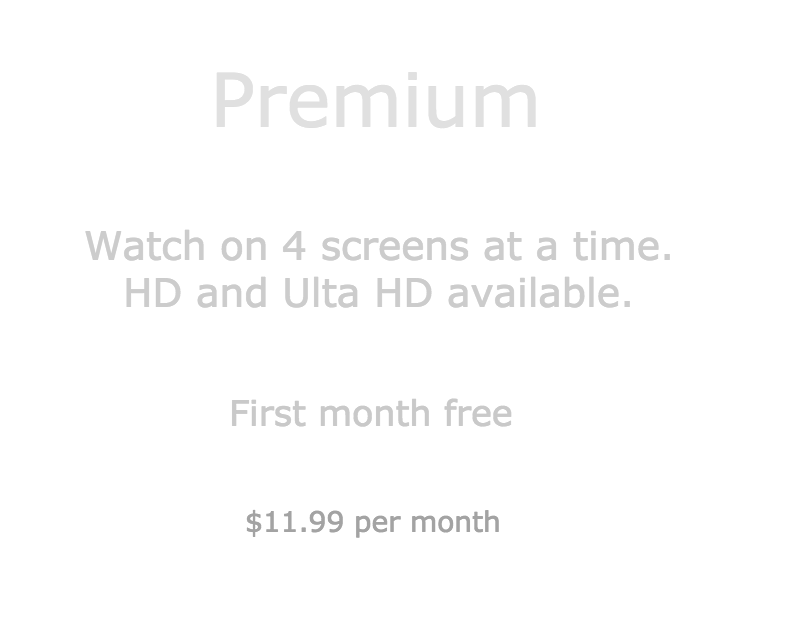 Premium
Watch on 4 screens at a time.
HD and Ulta HD available.
First month free
$11.99 per month